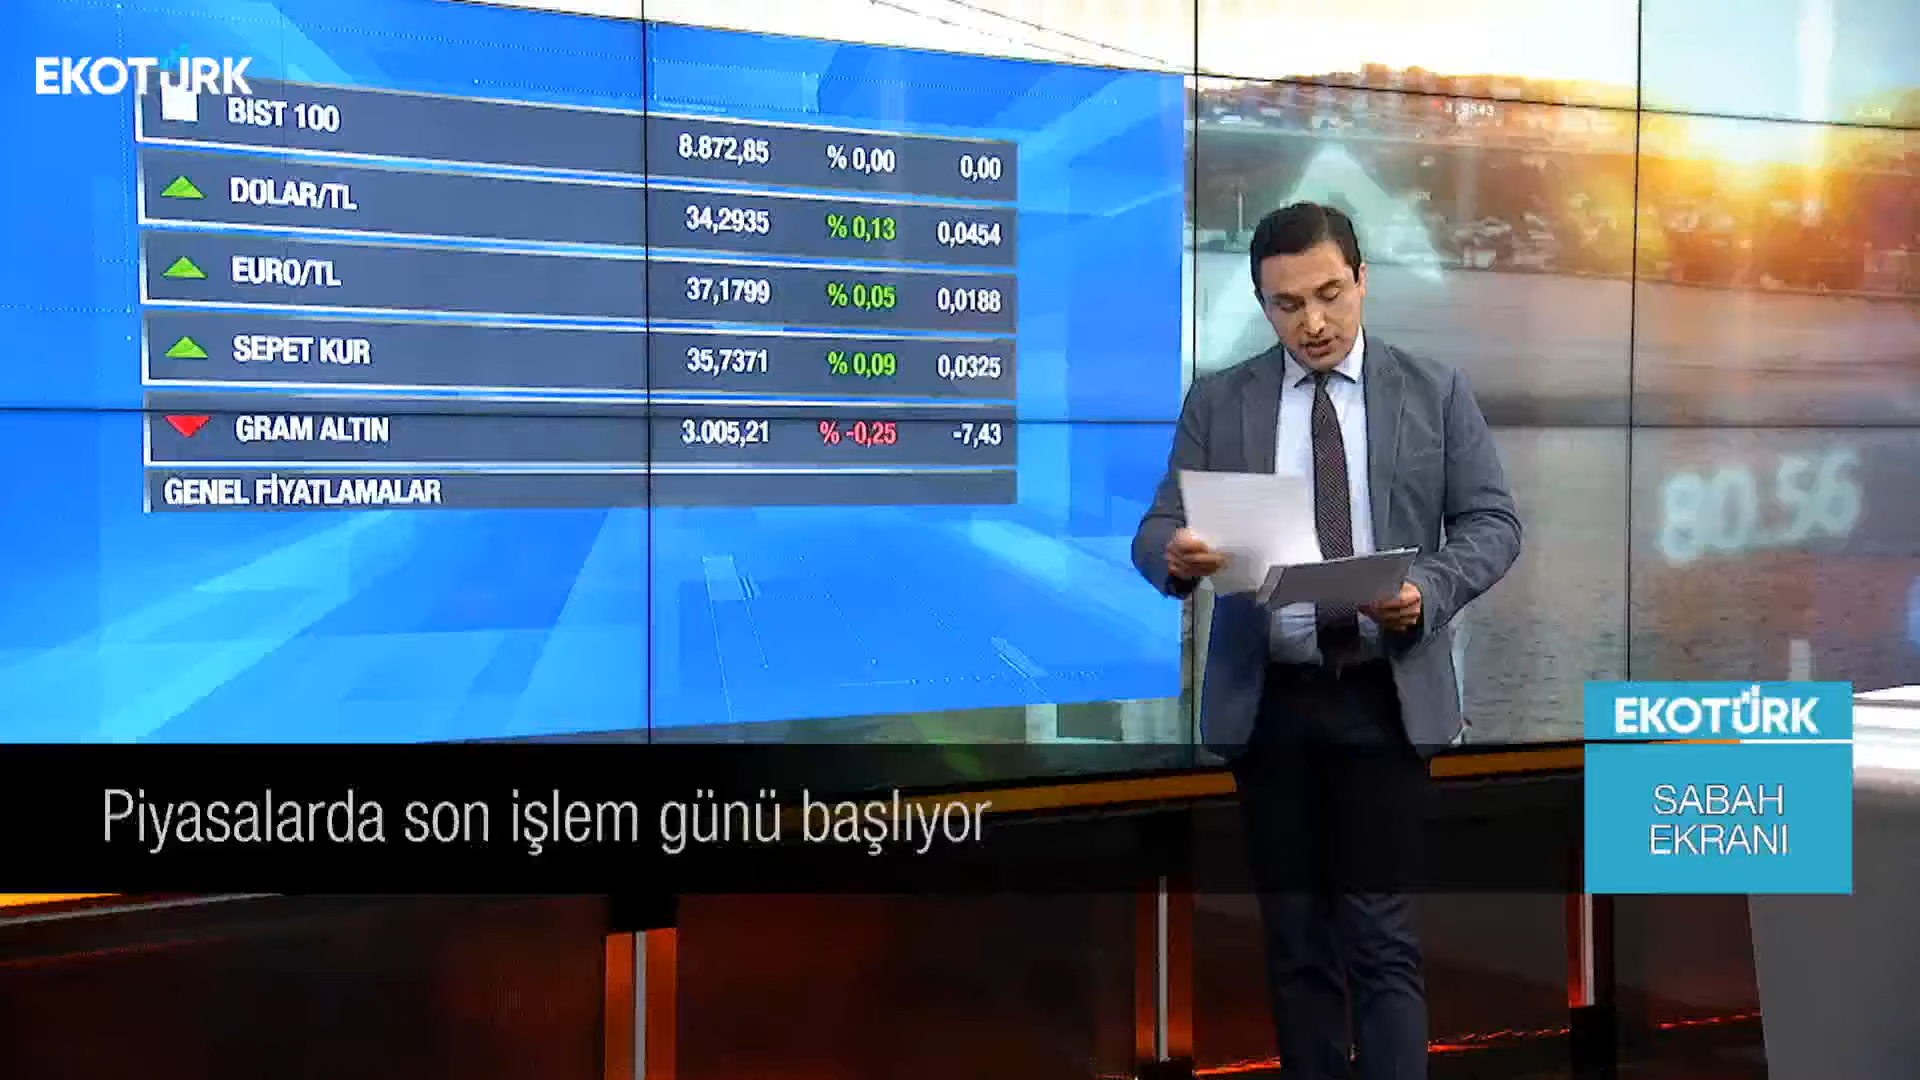 EKOTÜRK
BIST 100 8.872,85 % 0,00 0,00
DOLAR/TL 34,2935 % 0,13 0,0454
EURO/TL 37,1799 % 0,05 0,0188
SEPET KUR 35,7371 % 0,09 0,0325
GRAM ALTIN 3.005,21 % -0,25 -7,43
GENEL FİYATLAMALAR
3,9543
80.56
EKOTÜRK
SABAH
EKRANI
Piyasalarda son işlem günü başlıyor